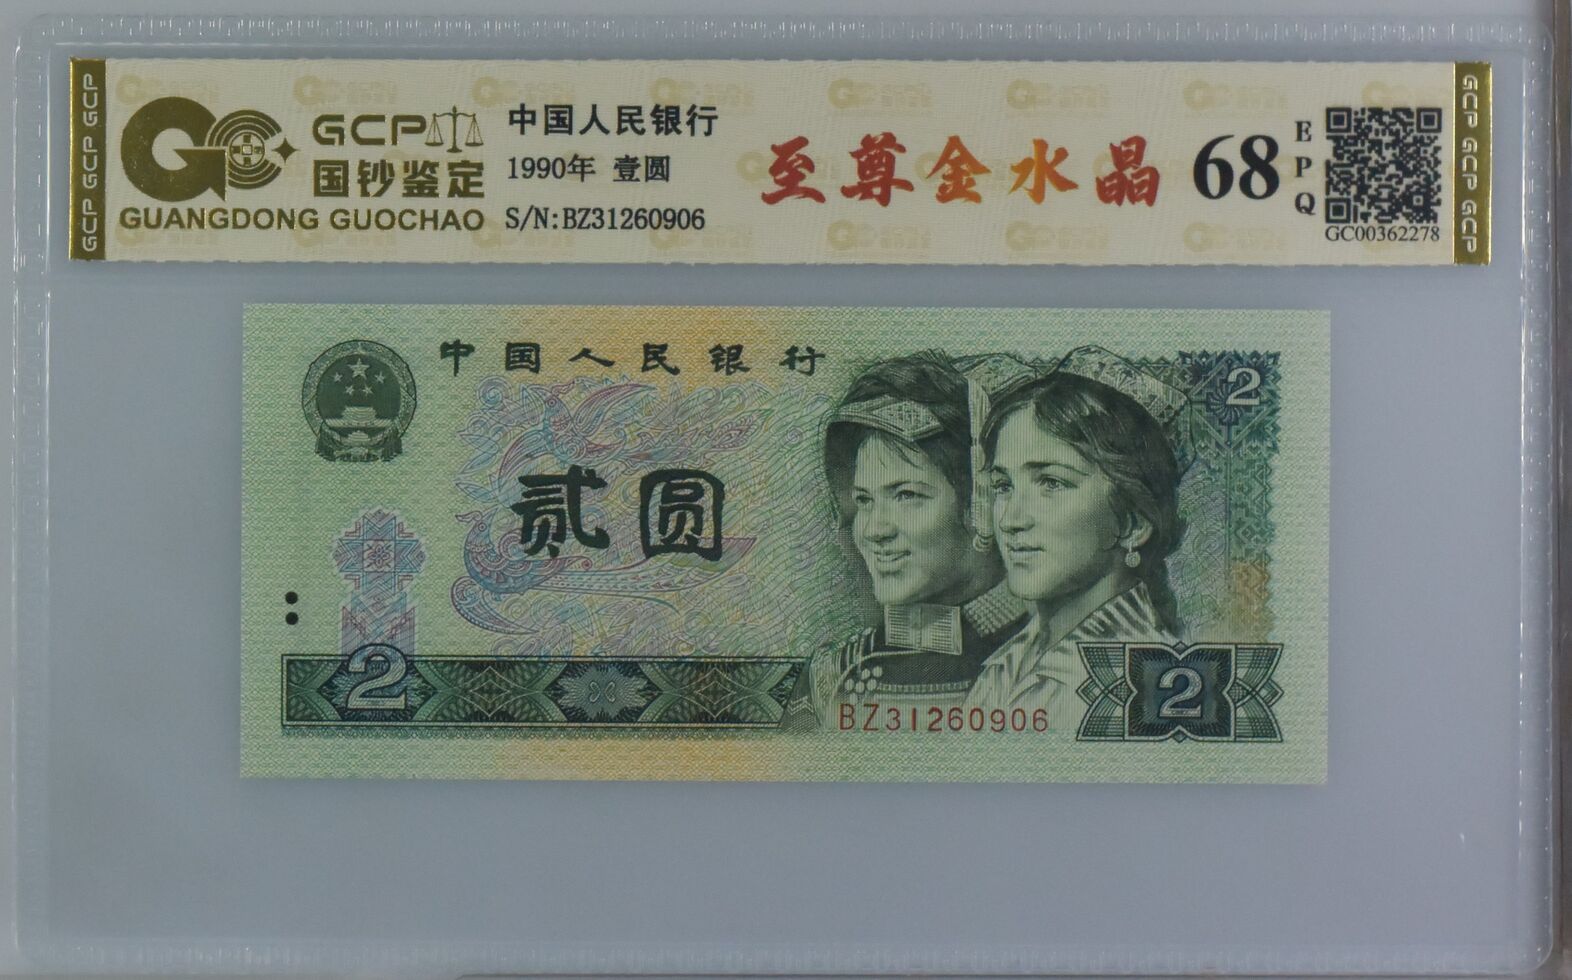 GCP GCP GCP
GCP
国钞鉴定
GUANGDONG GUOCHAO
中国人民银行
1990年 壹圆
S/N:BZ31260906
至尊金水晶
68
EPQ
GC00362278
GCP GCP GCP
中国人民银行
2
贰圆
2
BZ31260906
2